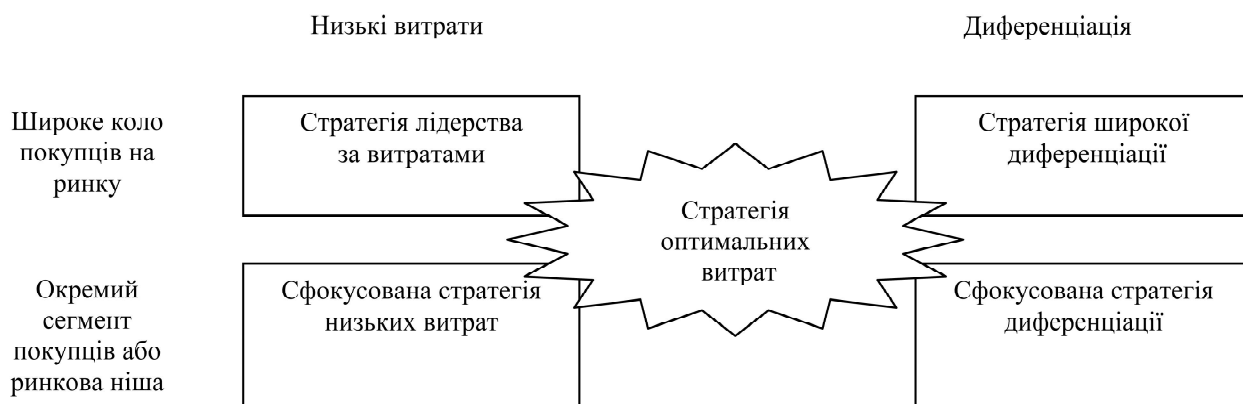 Низькі витрати
Диференціація
Широке коло
покупців на
ринку
Стратегія лідерства
за витратами
Стратегія широкої
диференціації
Стратегія
оптимальних
витрат
Окремий
сегмент
покупців або
ринкова ніша
Сфокусована стратегія
низьких витрат
Сфокусована стратегія
диференціації